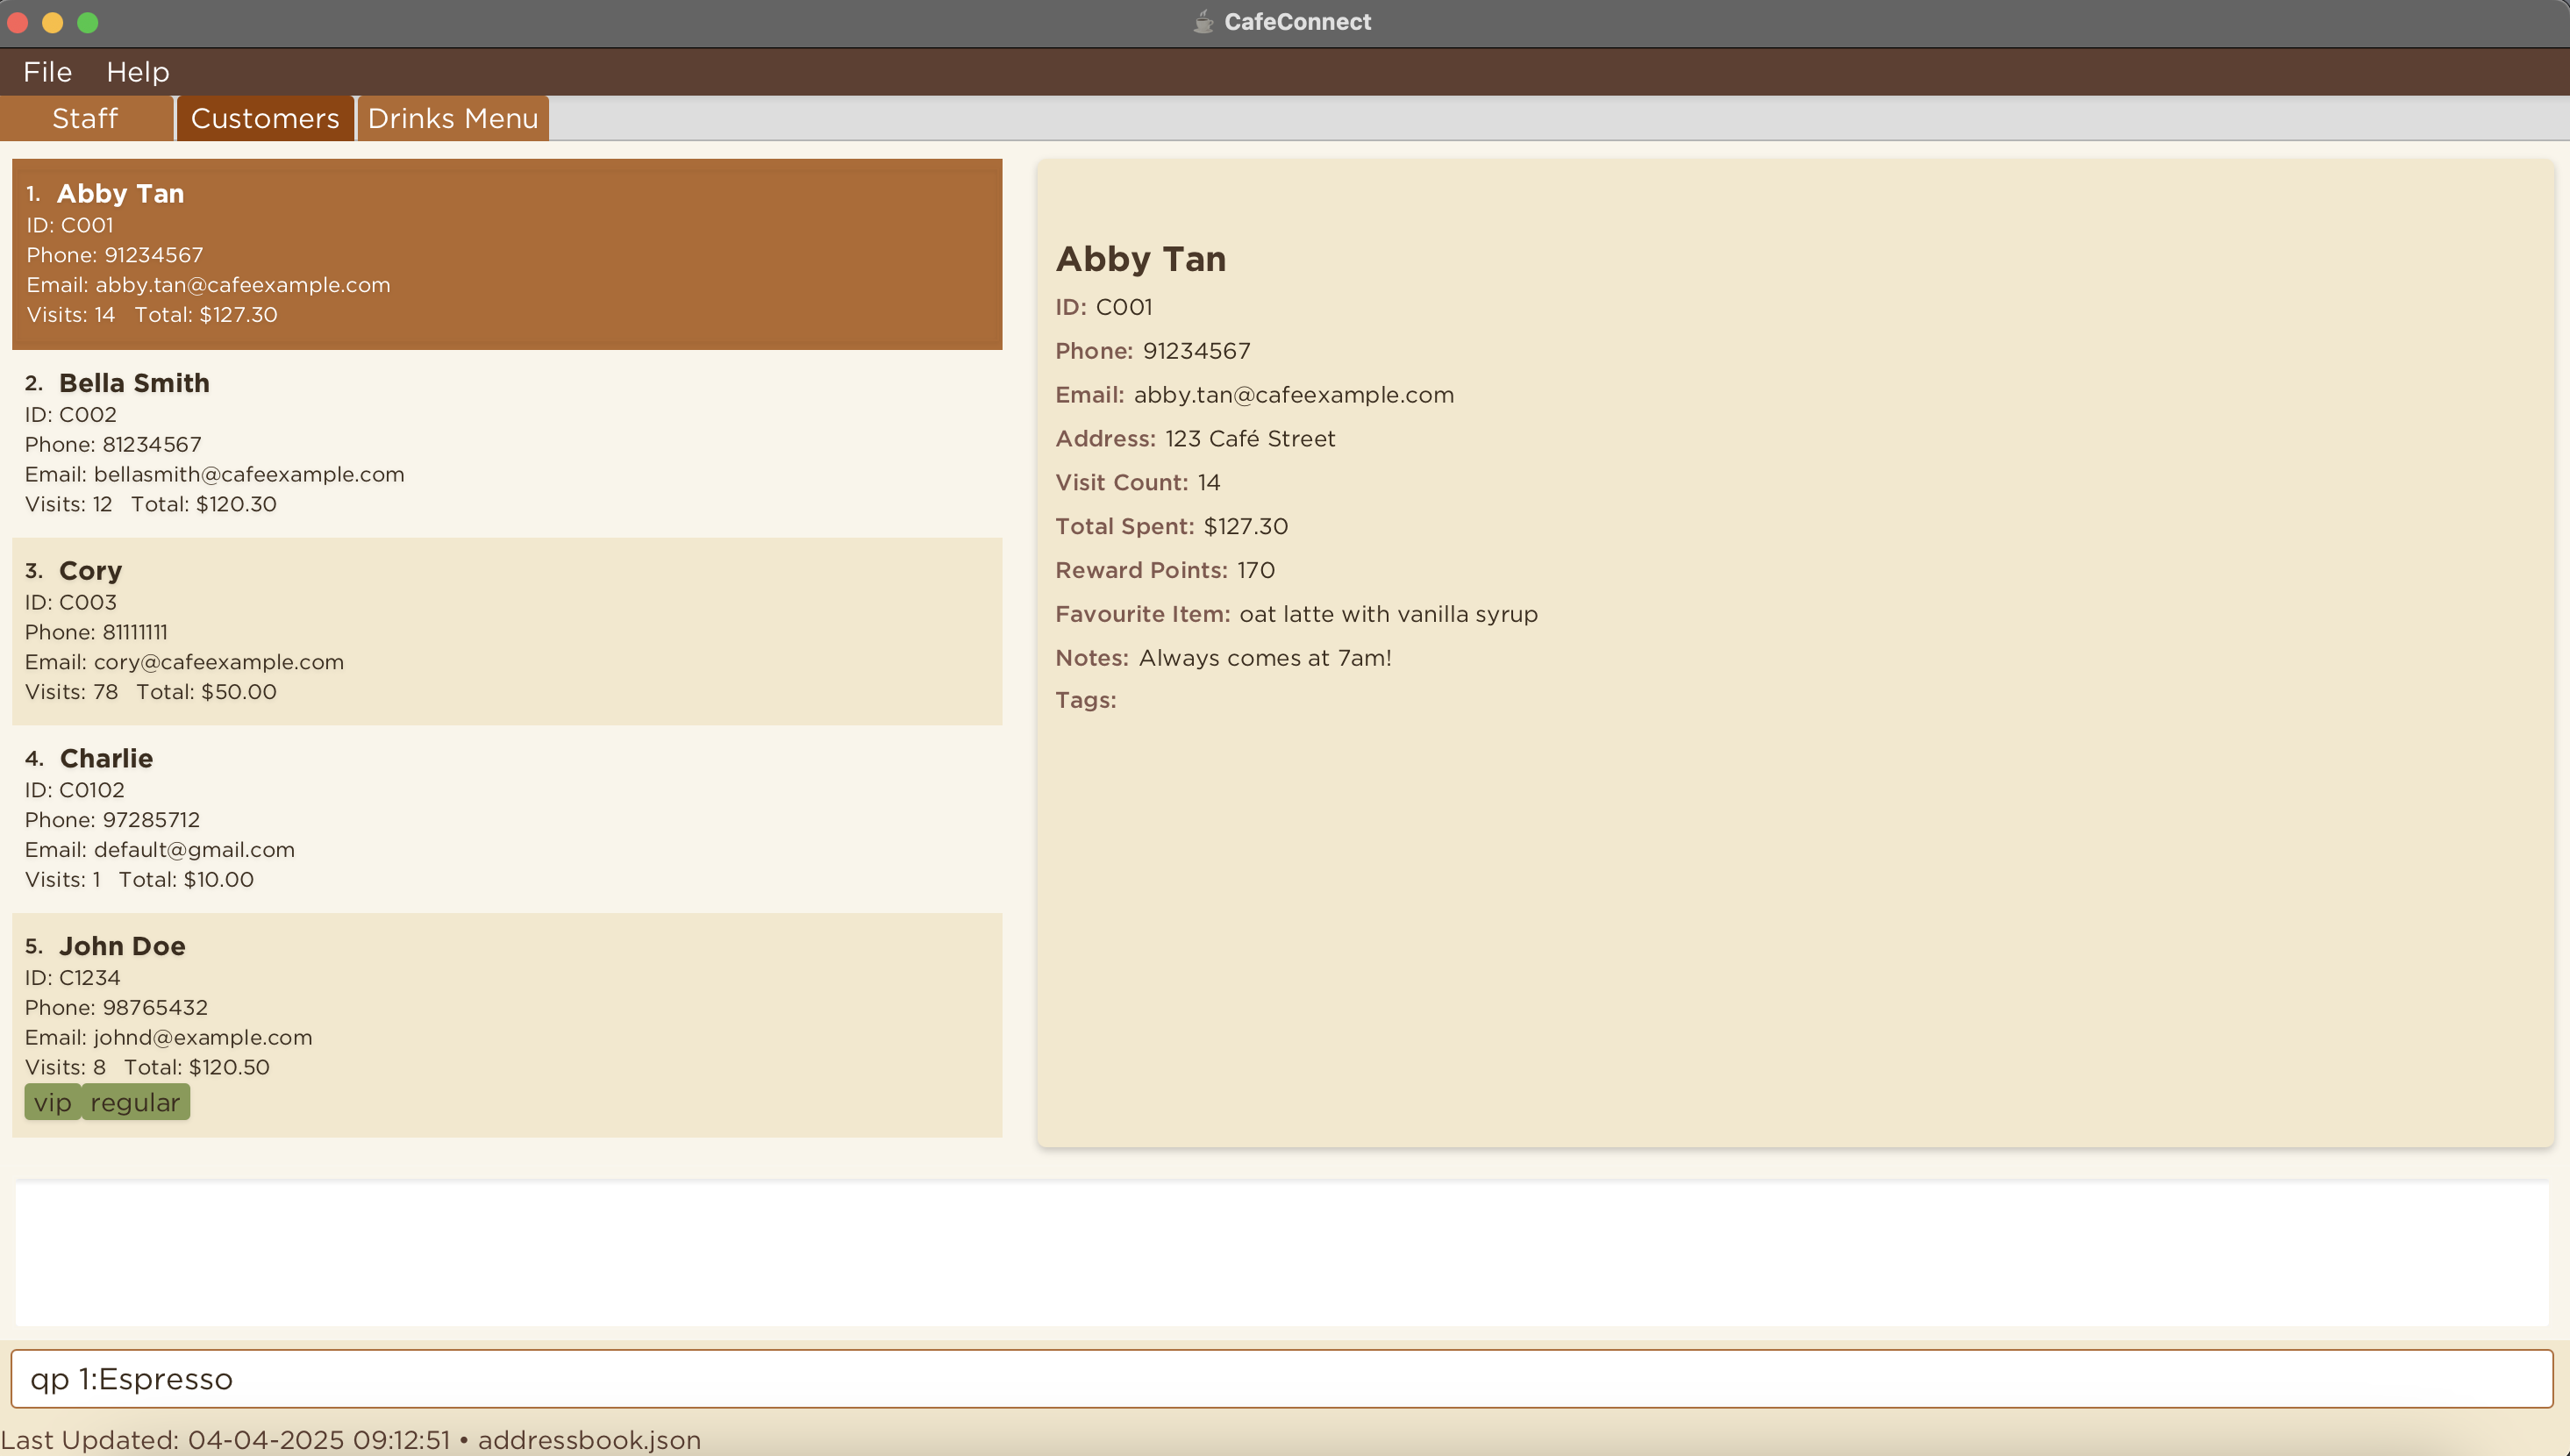 CafeConnect
File Help
Staff Customers Drinks Menu
1. Abby Tan
ID: C001
Phone: 91234567
Email: abby.tan@cafeexample.com
Visits: 14 Total: $127.30
2. Bella Smith
ID: C002
Phone: 81234567
Email: bellasmith@cafeexample.com
Visits: 12 Total: $120.30
3. Cory
ID: C003
Phone: 81111111
Email: cory@cafeexample.com
Visits: 78 Total: $50.00
4. Charlie
ID: C0102
Phone: 97285712
Email: default@gmail.com
Visits: 1 Total: $10.00
5. John Doe
ID: C1234
Phone: 98765432
Email: johnd@example.com
Visits: 8 Total: $120.50
vip regular
Abby Tan
ID: C001
Phone: 91234567
Email: abby.tan@cafeexample.com
Address: 123 Café Street
Visit Count: 14
Total Spent: $127.30
Reward Points: 170
Favourite Item: oat latte with vanilla syrup
Notes: Always comes at 7am!
Tags:
qp 1:Espresso
Last Updated: 04-04-2025 09:12:51 • addressbook.json